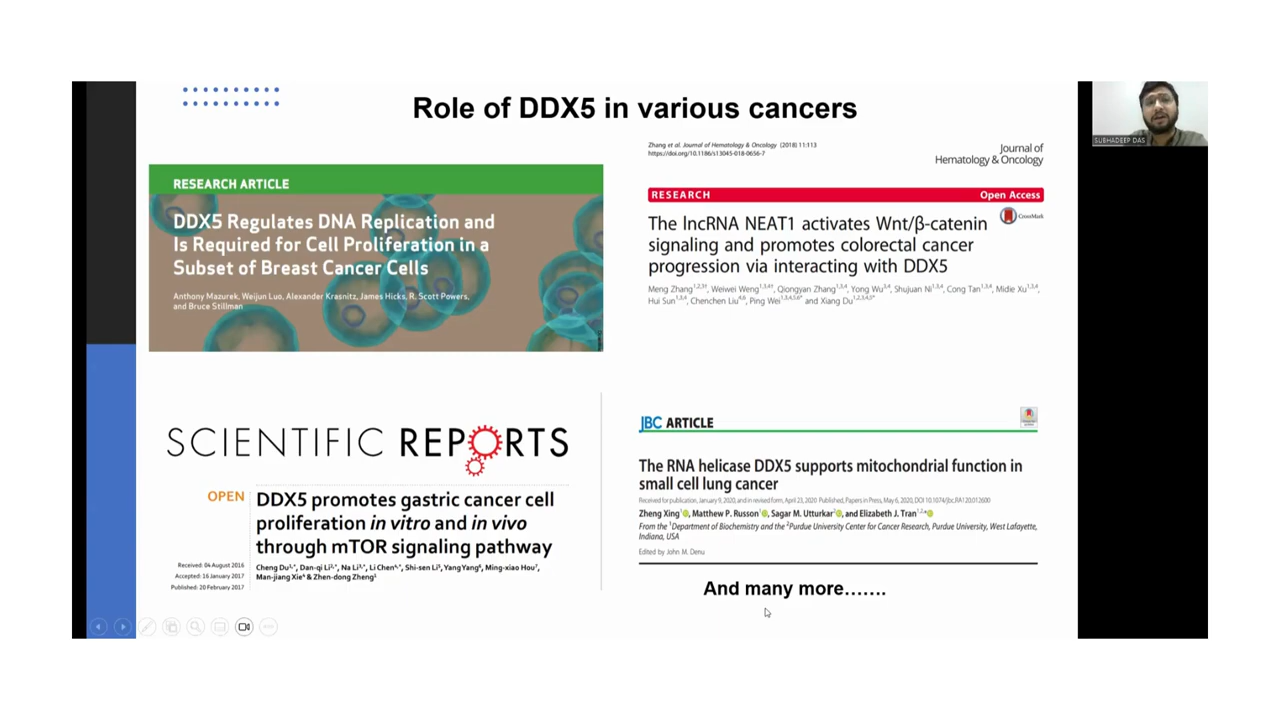 Role of DDX5 in various cancers
SUBHADEEP DAS
RESEARCH ARTICLE
DDX5 Regulates DNA Replication and
Is Required for Cell Proliferation in a
Subset of Breast Cancer Cells
Anthony Mazurek, Weijun Luo, Alexander Krasnitz, James Hicks, R. Scott Powers,
and Bruce Stillman
Zhang et al. Journal of Hematology & Oncology (2018) 11:113
https://doi.org/10.1186/s13045-018-0656-7
Journal of
Hematology & Oncology
RESEARCH Open Access
The lncRNA NEAT1 activates Wnt/β-catenin
signaling and promotes colorectal cancer
progression via interacting with DDX5
CrossMark
Meng Zhang, Weiwei Weng, Qiongyan Zhang, Yong Wu, Shujuan Ni, Cong Tan, Midie Xu,
Hui Sun, Chenchen Liu, Ping Wei and Xiang Du
SCIENTIFIC REPORTS
OPEN
DDX5 promotes gastric cancer cell
proliferation in vitro and in vivo
through mTOR signaling pathway
Received: 04 August 2016
Accepted: 16 January 2017
Published: 20 February 2017
Cheng Du, Dan-qi Li, Na Li, Li Chen, Shi-sen Li, Yang Yang, Ming-xiao Hou,
Man-jiang Xie & Zhen-dong Zheng
JBC ARTICLE
The RNA helicase DDX5 supports mitochondrial function in
small cell lung cancer
Received for publication, January 9, 2020, and in revised form, April 23, 2020 Published, Papers in Press, May 6, 2020, DOI 10.1074/jbc.RA120.012600
Zheng Xing, Matthew P. Russon, Sagar M. Utturkar, and Elizabeth J. Tran
From the 1Department of Biochemistry and the 2Purdue University Center for Cancer Research, Purdue University, West Lafayette,
Indiana, USA
Edited by John M. Denu
And many more.......